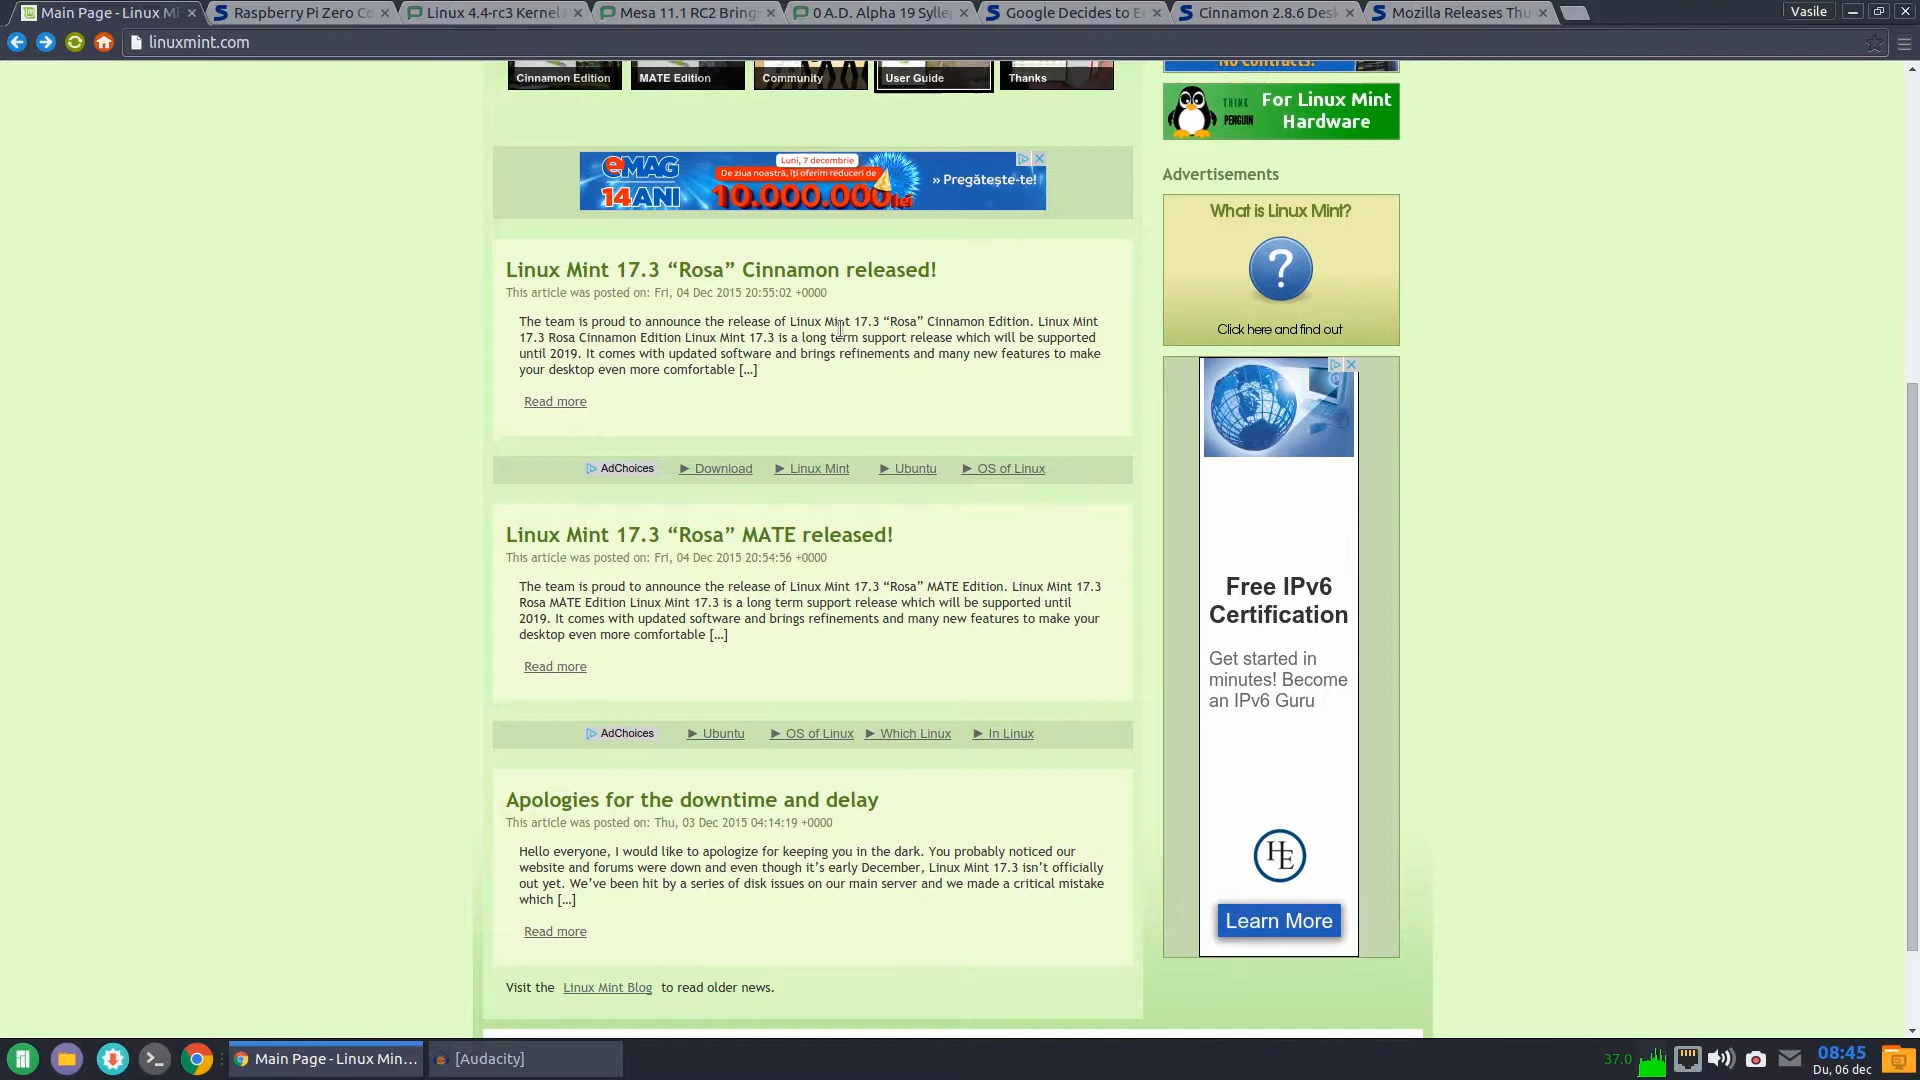 Main Page - Linux Mi
Raspberry Pi Zero Co
Linux 4.4-rc3 Kernel
Mesa 11.1 RC2 Bring
0 A.D. Alpha 19 Sylle
Google Decides to E
Cinnamon 2.8.6 Des
Mozilla Releases Thu
Vasile
linuxmint.com
Cinnamon Edition
MATE Edition
Community
User Guide
Thanks
No Contracts!
THINK PENGUIN
For Linux Mint
Hardware
eMAG
14 ANI
Luni, 7 decembrie
De ziua noastră, îți oferim reduceri de
10.000.000 lei
» Pregătește-te!
Advertisements
What is Linux Mint?
Click here and find out
Linux Mint 17.3 “Rosa” Cinnamon released!
This article was posted on: Fri, 04 Dec 2015 20:55:02 +0000
The team is proud to announce the release of Linux Mint 17.3 “Rosa” Cinnamon Edition. Linux Mint
17.3 Rosa Cinnamon Edition Linux Mint 17.3 is a long term support release which will be supported
until 2019. It comes with updated software and brings refinements and many new features to make
your desktop even more comfortable [...]
Read more
AdChoices
► Download
► Linux Mint
► Ubuntu
► OS of Linux
Linux Mint 17.3 “Rosa” MATE released!
This article was posted on: Fri, 04 Dec 2015 20:54:56 +0000
The team is proud to announce the release of Linux Mint 17.3 “Rosa” MATE Edition. Linux Mint 17.3
Rosa MATE Edition Linux Mint 17.3 is a long term support release which will be supported until
2019. It comes with updated software and brings refinements and many new features to make your
desktop even more comfortable [...]
Read more
AdChoices
► Ubuntu
► OS of Linux
► Which Linux
► In Linux
Apologies for the downtime and delay
This article was posted on: Thu, 03 Dec 2015 04:14:19 +0000
Hello everyone, I would like to apologize for keeping you in the dark. You probably noticed our
website and forums were down and even though it’s early December, Linux Mint 17.3 isn’t officially
out yet. We’ve been hit by a series of disk issues on our main server and we made a critical mistake
which [...]
Read more
Visit the Linux Mint Blog to read older news.
Free IPv6
Certification
Get started in
minutes! Become
an IPv6 Guru
HE
Learn More
Main Page - Linux Min...
[Audacity]
37.0
08:45
Du, 06 dec